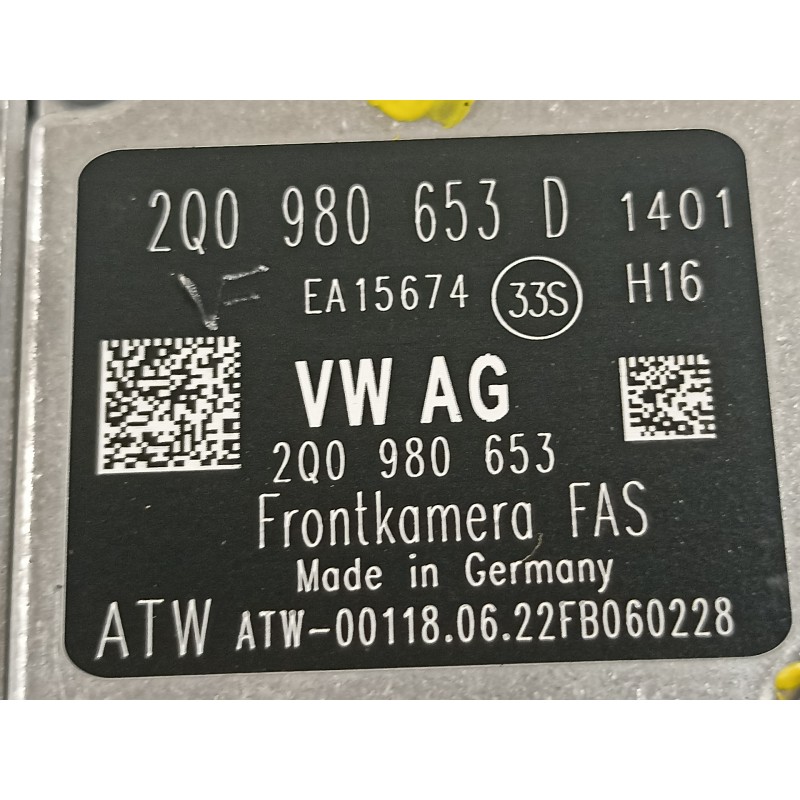 2Q0 980 653 D 1401
VF EA15674 33S H16
VW AG
2Q0 980 653
Frontkamera FAS
Made in Germany
ATW ATW-00118.06.22FB060228